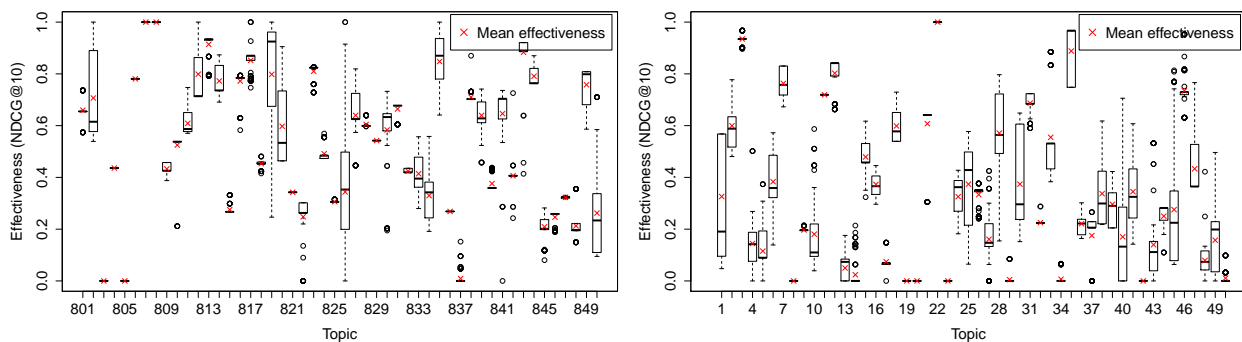 Effectiveness (NDCG@10)
0.0 0.2 0.4 0.6 0.8 1.0
Mean effectiveness
801 805 809 813 817 821 825 829 833 837 841 845 849
Topic
Effectiveness (NDCG@10)
0.0 0.2 0.4 0.6 0.8 1.0
Mean effectiveness
1 4 7 10 13 16 19 22 25 28 31 34 37 40 43 46 49
Topic